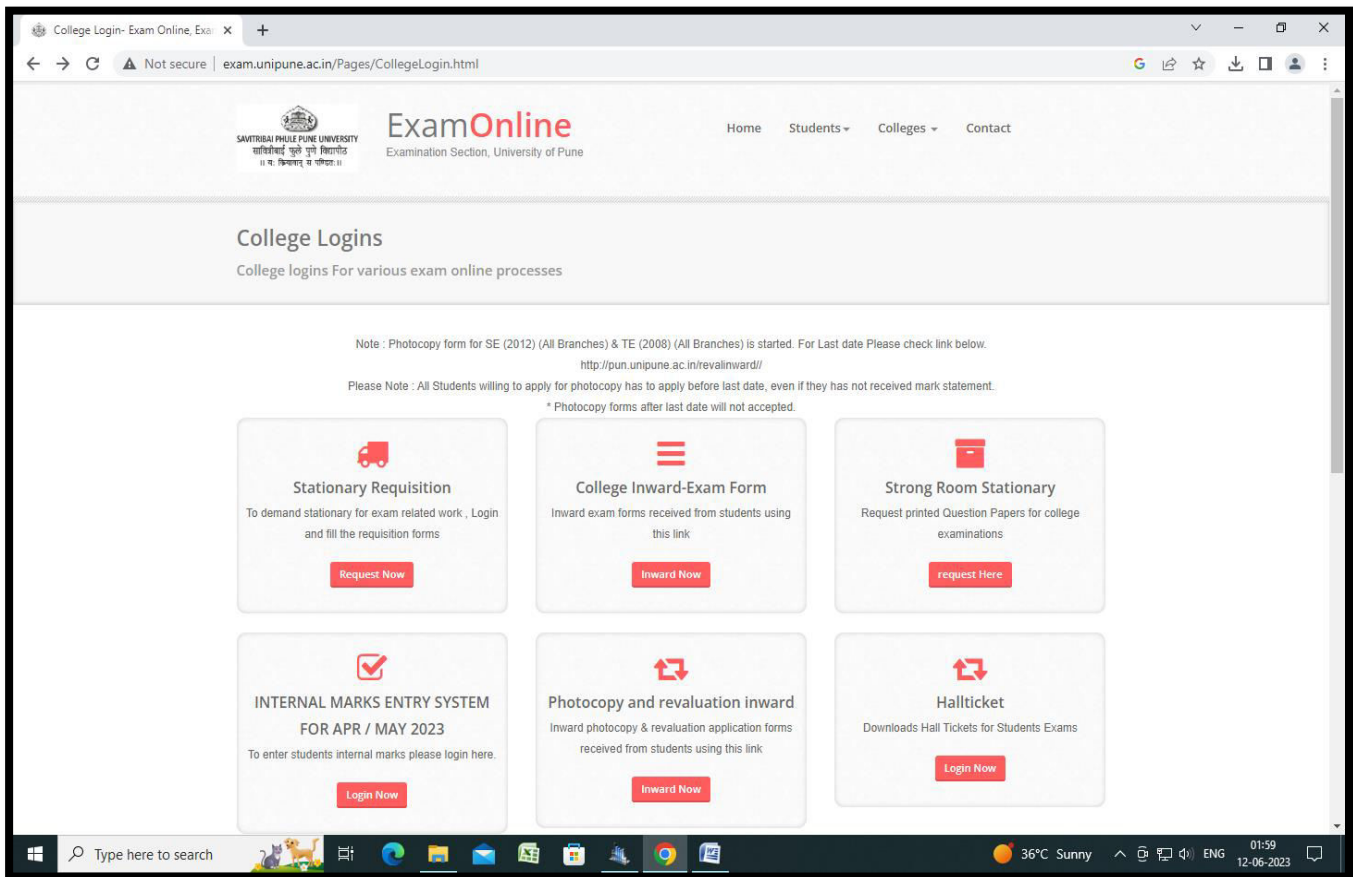 College Login- Exam Online, Exa
Not secure | exam.unipune.ac.in/Pages/CollegeLogin.html
SAVITRIBAI PHULE PUNE UNIVERSITY
सावित्रीबाई फुले पुणे विद्यापीठ
॥ यः क्रियावान् स पण्डितः ॥
ExamOnline
Examination Section, University of Pune
Home Students Colleges Contact
College Logins
College logins For various exam online processes
Note : Photocopy form for SE (2012) (All Branches) & TE (2008) (All Branches) is started. For Last date Please check link below.
http://pun.unipune.ac.in/revalinward//
Please Note : All Students willing to apply for photocopy has to apply before last date, even if they has not received mark statement.
* Photocopy forms after last date will not accepted.
Stationary Requisition
To demand stationary for exam related work , Login
and fill the requisition forms
Request Now
College Inward-Exam Form
Inward exam forms received from students using
this link
Inward Now
Strong Room Stationary
Request printed Question Papers for college
examinations
request Here
INTERNAL MARKS ENTRY SYSTEM
FOR APR / MAY 2023
To enter students internal marks please login here.
Login Now
Photocopy and revaluation inward
Inward photocopy & revaluation application forms
received from students using this link
Inward Now
Hallticket
Downloads Hall Tickets for Students Exams
Login Now
Type here to search
36°C Sunny
ENG
01:59
12-06-2023